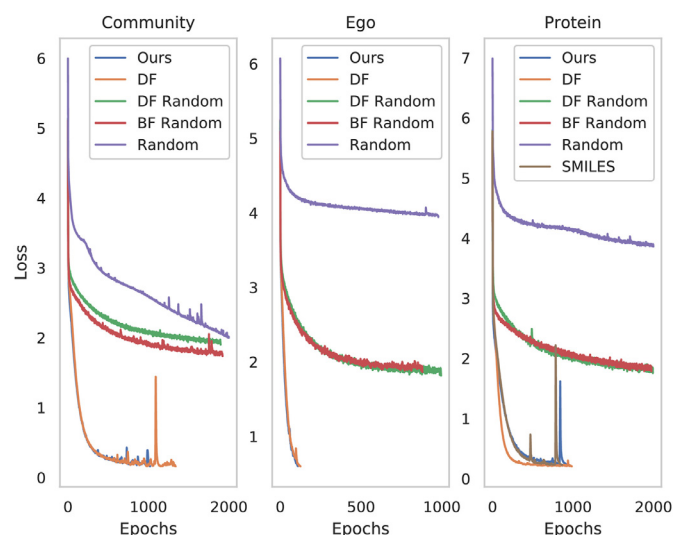 Community
6
5
4
3
2
1
0
Loss
Ours
DF
DF Random
BF Random
Random
0
1000
2000
Epochs
Ego
6
5
4
3
2
1
Ours
DF
DF Random
BF Random
Random
0
500
1000
Epochs
Protein
7
6
5
4
3
2
1
0
Ours
DF
DF Random
BF Random
Random
SMILES
0
1000
2000
Epochs